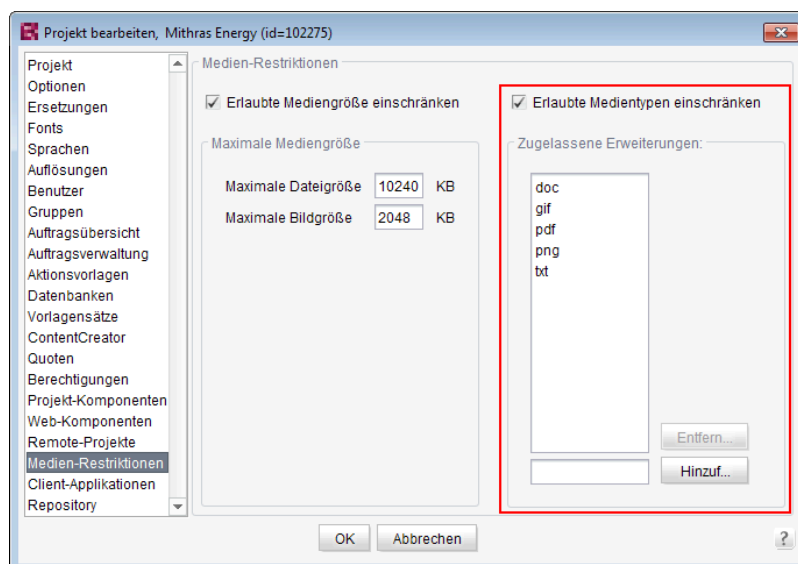 Projekt bearbeiten, Mithras Energy (id=102275)
Projekt
Optionen
Ersetzungen
Fonts
Sprachen
Auflösungen
Benutzer
Gruppen
Auftragsübersicht
Auftragsverwaltung
Aktionsvorlagen
Datenbanken
Vorlagensätze
ContentCreator
Quoten
Berechtigungen
Projekt-Komponenten
Web-Komponenten
Remote-Projekte
Medien-Restriktionen
Client-Applikationen
Repository
Medien-Restriktionen
Erlaubte Mediengröße einschränken
Maximale Mediengröße
Maximale Dateigröße 10240 KB
Maximale Bildgröße 2048 KB
Erlaubte Medientypen einschränken
Zugelassene Erweiterungen:
doc
gif
pdf
png
txt
Entfern...
Hinzuf...
OK Abbrechen ?